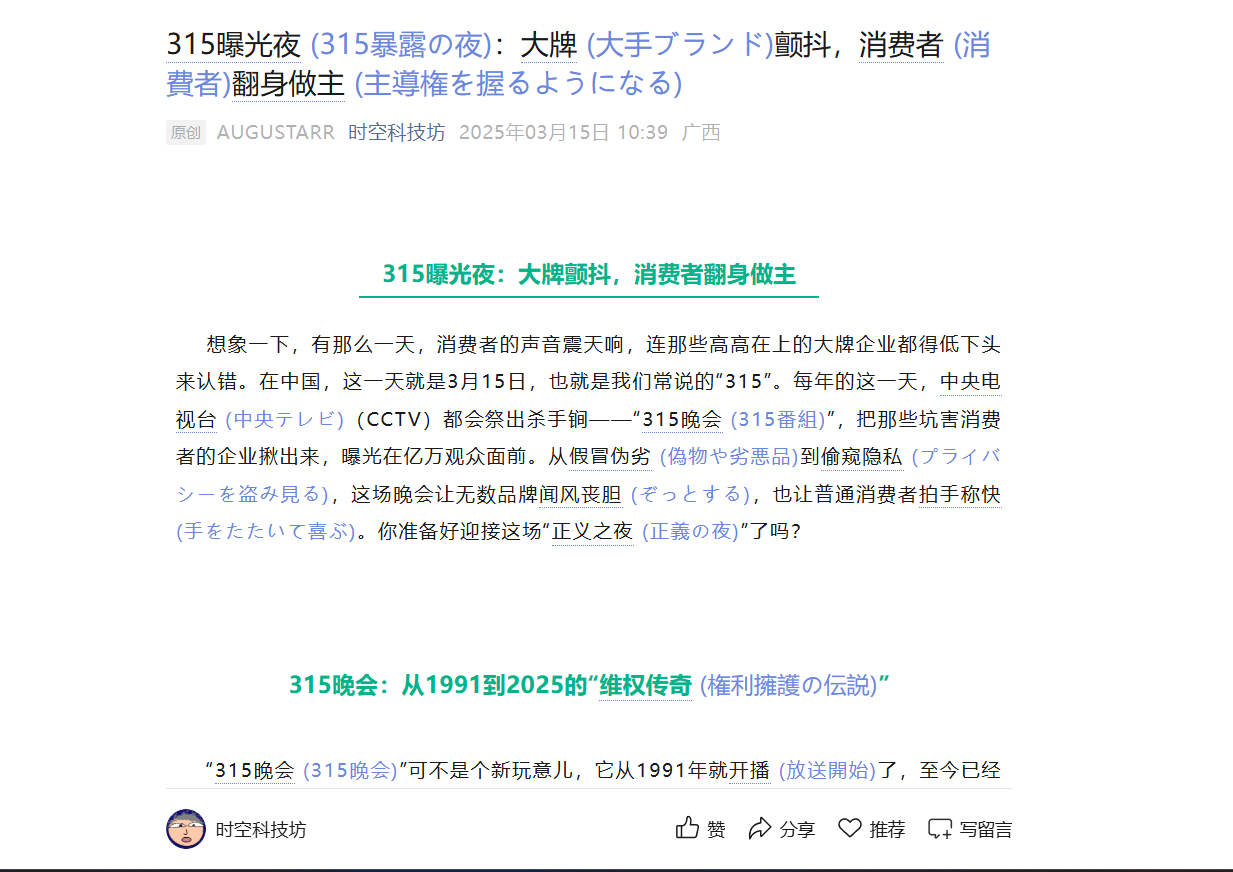 315曝光夜 (315暴露の夜)：大牌 (大手ブランド)颤抖，消费者 (消
費者)翻身做主 (主導権を握るようになる)
原创 AUGUSTARR 时空科技坊 2025年03月15日 10:39 广西
315曝光夜：大牌颤抖，消费者翻身做主
想象一下，有那么一天，消费者的声音震天响，连那些高高在上的大牌企业都得低下头
来认错。在中国，这一天就是3月15日，也就是我们常说的“315”。每年的这一天，中央电
视台 (中央テレビ)（CCTV）都会祭出杀手锏——“315晚会 (315番組)”，把那些坑害消费
者的企业揪出来，曝光在亿万观众面前。从假冒伪劣 (偽物や劣悪品)到偷窥隐私 (プライバ
シーを盗み見る)，这场晚会让无数品牌闻风丧胆 (ぞっとする)，也让普通消费者拍手称快
(手をたたいて喜ぶ)。你准备好迎接这场“正义之夜 (正義の夜)”了吗？
315晚会：从1991到2025的“维权传奇 (権利擁護の伝説)”
“315晚会 (315晚会)”可不是个新玩意儿，它从1991年就开播 (放送開始)了，至今已经
时空科技坊 赞 分享 推荐 写留言